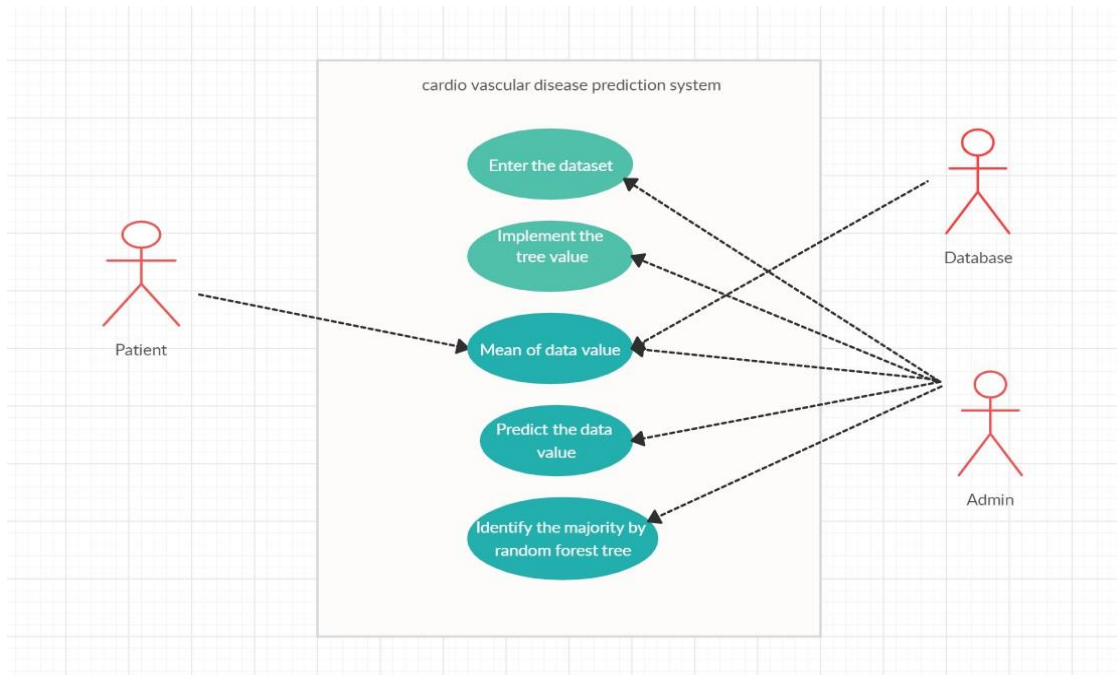 cardio vascular disease prediction system
Enter the dataset
Implement the
tree value
Database
Patient
Mean of data value
Predict the data
value
Admin
Identify the majority by
random forest tree